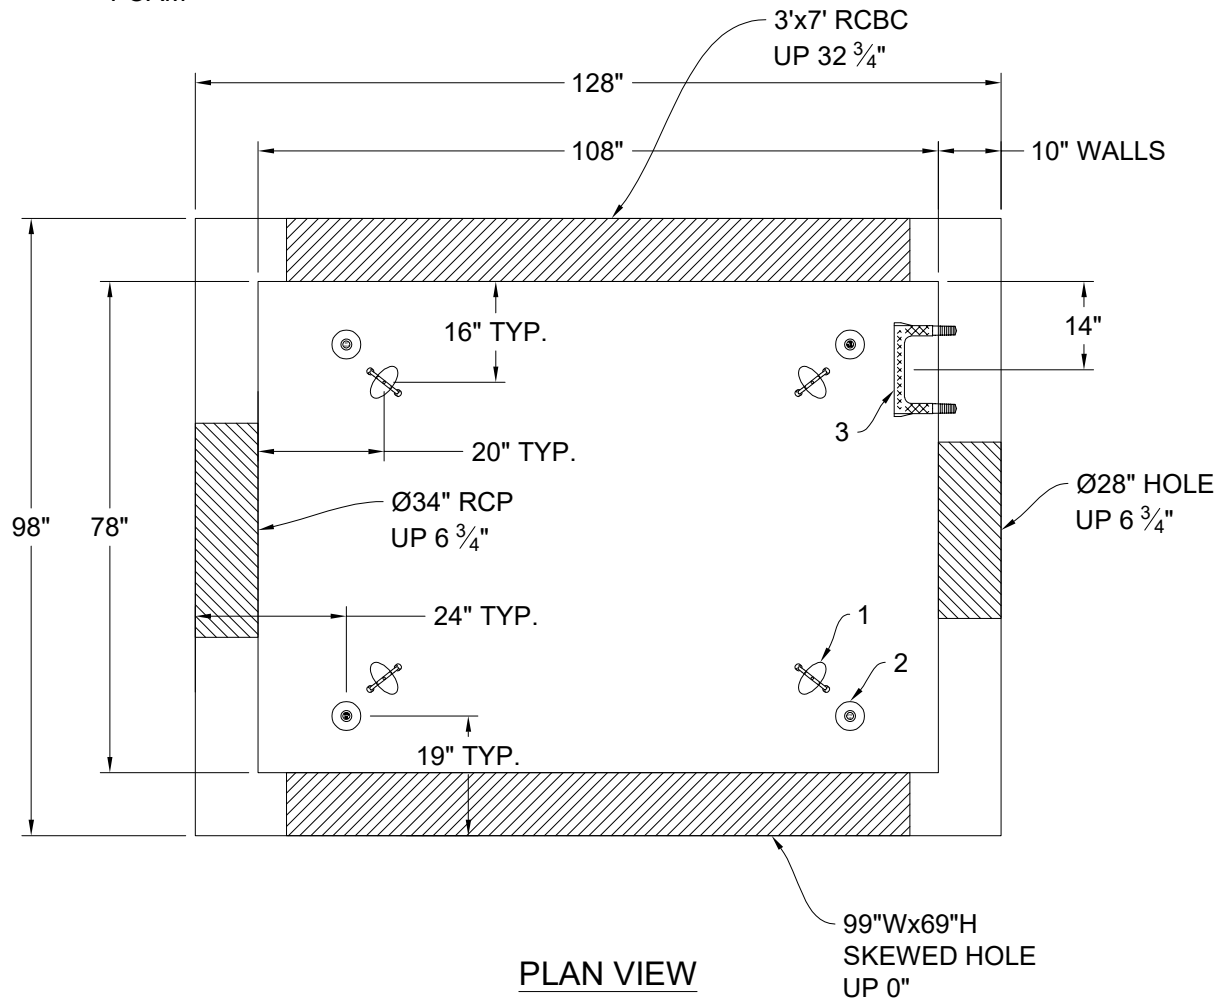 3'x7' RCBC
UP 32 3/4"
128"
108"
10" WALLS
16" TYP.
14"
3
20" TYP.
Ø34" RCP
UP 6 3/4"
Ø28" HOLE
UP 6 3/4"
98"
78"
24" TYP.
1
2
19" TYP.
99"Wx69"H
SKEWED HOLE
UP 0"
PLAN VIEW